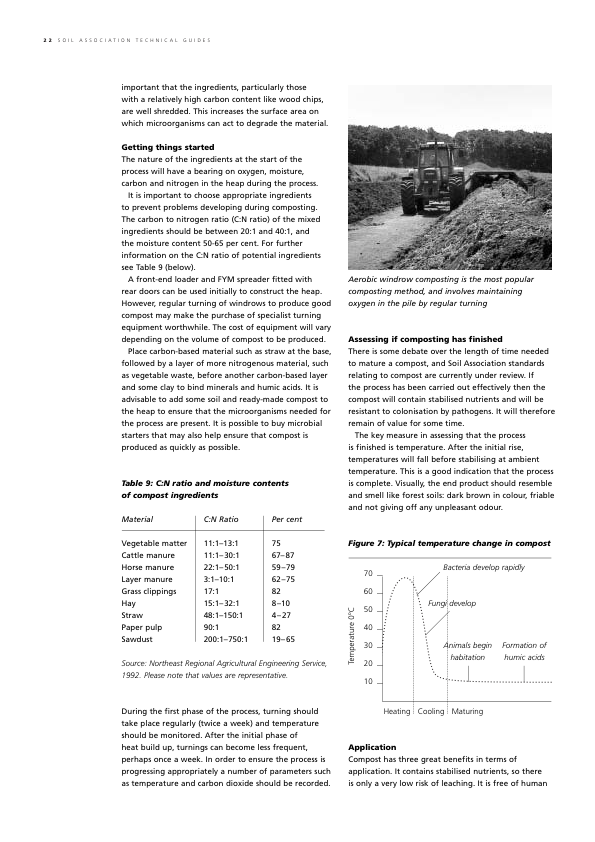 22 SOIL ASSOCIATION TECHNICAL GUIDES
important that the ingredients, particularly those
with a relatively high carbon content like wood chips,
are well shredded. This increases the surface area on
which microorganisms can act to degrade the material.
Getting things started
The nature of the ingredients at the start of the
process will have a bearing on oxygen, moisture,
carbon and nitrogen in the heap during the process.
It is important to choose appropriate ingredients
to prevent problems developing during composting.
The carbon to nitrogen ratio (C:N ratio) of the mixed
ingredients should be between 20:1 and 40:1, and
the moisture content 50-65 per cent. For further
information on the C:N ratio of potential ingredients
see Table 9 (below).
A front-end loader and FYM spreader fitted with
rear doors can be used initially to construct the heap.
However, regular turning of windrows to produce good
compost may make the purchase of specialist turning
equipment worthwhile. The cost of equipment will vary
depending on the volume of compost to be produced.
Place carbon-based material such as straw at the base,
followed by a layer of more nitrogenous material, such
as vegetable waste, before another carbon-based layer
and some clay to bind minerals and humic acids. It is
advisable to add some soil and ready-made compost to
the heap to ensure that the microorganisms needed for
the process are present. It is possible to buy microbial
starters that may also help ensure that compost is
produced as quickly as possible.
Table 9: C:N ratio and moisture contents
of compost ingredients
Material C:N Ratio Per cent
Vegetable matter 11:1–13:1 75
Cattle manure 11:1–30:1 67–87
Horse manure 22:1–50:1 59–79
Layer manure 3:1–10:1 62–75
Grass clippings 17:1 82
Hay 15:1–32:1 8–10
Straw 48:1–150:1 4–27
Paper pulp 90:1 82
Sawdust 200:1–750:1 19–65
Source: Northeast Regional Agricultural Engineering Service,
1992. Please note that values are representative.
During the first phase of the process, turning should
take place regularly (twice a week) and temperature
should be monitored. After the initial phase of
heat build up, turnings can become less frequent,
perhaps once a week. In order to ensure the process is
progressing appropriately a number of parameters such
as temperature and carbon dioxide should be recorded.
Aerobic windrow composting is the most popular
composting method, and involves maintaining
oxygen in the pile by regular turning
Assessing if composting has finished
There is some debate over the length of time needed
to mature a compost, and Soil Association standards
relating to compost are currently under review. If
the process has been carried out effectively then the
compost will contain stabilised nutrients and will be
resistant to colonisation by pathogens. It will therefore
remain of value for some time.
The key measure in assessing that the process
is finished is temperature. After the initial rise,
temperatures will fall before stabilising at ambient
temperature. This is a good indication that the process
is complete. Visually, the end product should resemble
and smell like forest soils: dark brown in colour, friable
and not giving off any unpleasant odour.
Figure 7: Typical temperature change in compost
Temperature 0°C
70
60
50
40
30
20
10
Bacteria develop rapidly
Fungi develop
Animals begin
habitation
Formation of
humic acids
Heating Cooling Maturing
Application
Compost has three great benefits in terms of
application. It contains stabilised nutrients, so there
is only a very low risk of leaching. It is free of human